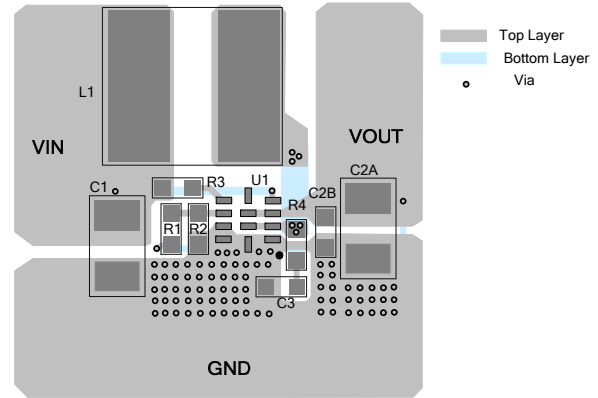 Top Layer
Bottom Layer
Via
L1
VIN
VOUT
C1
R3
U1
C2A
C2B
R4
R1
R2
C3
GND